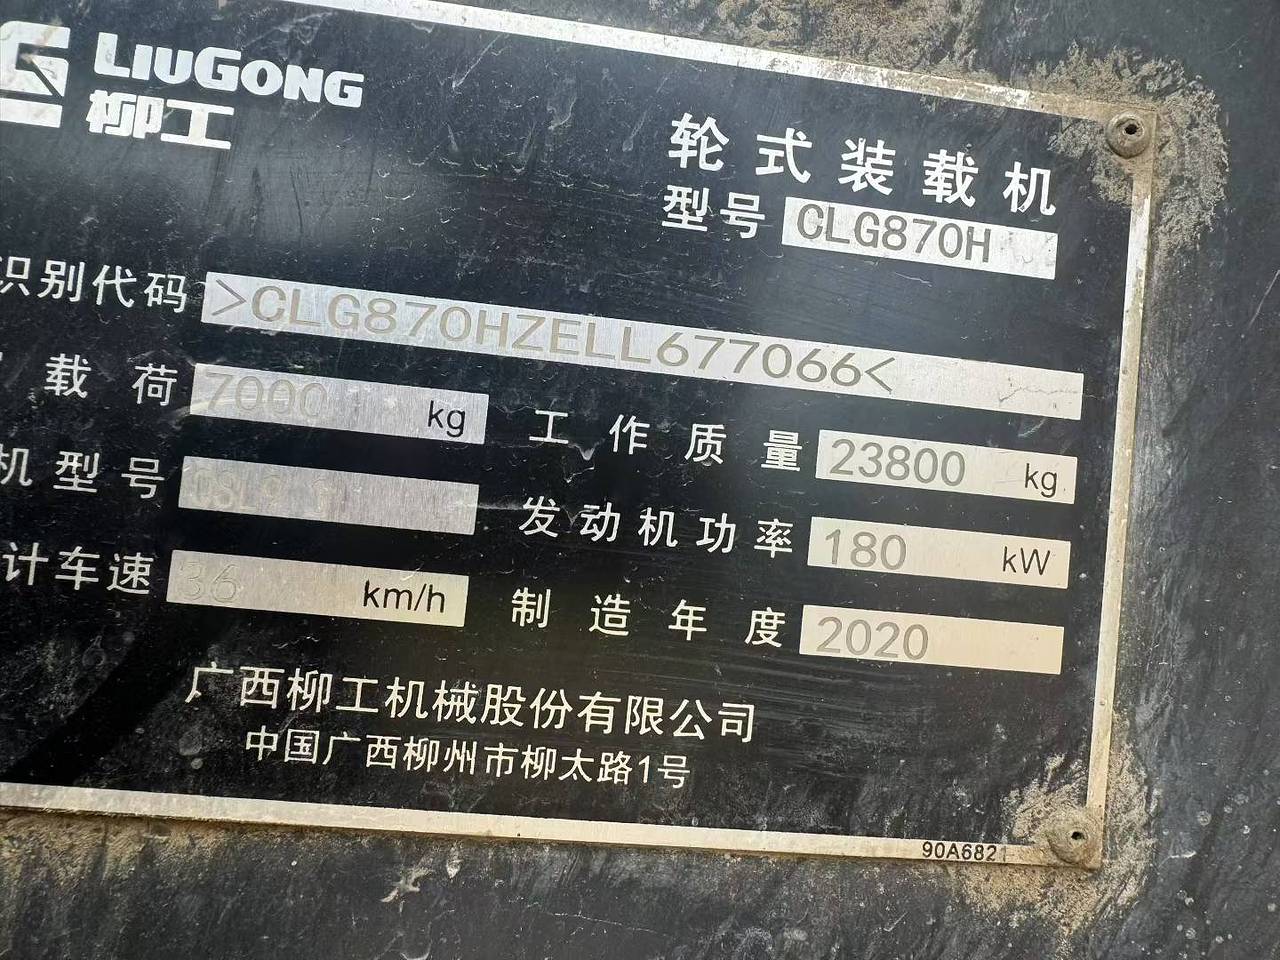 LIUGONG
柳工
轮式装载机
型号 CLG870H
识别代码 >CLG870HZELL677066<
载荷 7000 kg 工作质量 23800 kg
机型号 发动机功率 180 kW
计车速 36 km/h 制造年度 2020
广西柳工机械股份有限公司
中国广西柳州市柳太路1号
90A6821